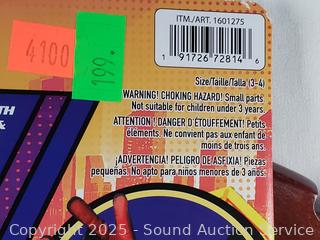 ITM./ART. 1601275
1 91726 72814 6
4100
199.
Size/Taille/Talla (3-4)
WARNING! CHOKING HAZARD! Small parts
Not suitable for children under 3 years.
ATTENTION! DANGER D'ÉTOUFFEMENT! Petits
éléments. Ne convient pas aux enfant de
moins de trois ans.
¡ADVERTENCIA! PELIGRO DE ASFIXIA! Piezas
pequeñas. No apto para niños menores de 3 años.
TH
&
Copyright 2025 - Sound Auction Service